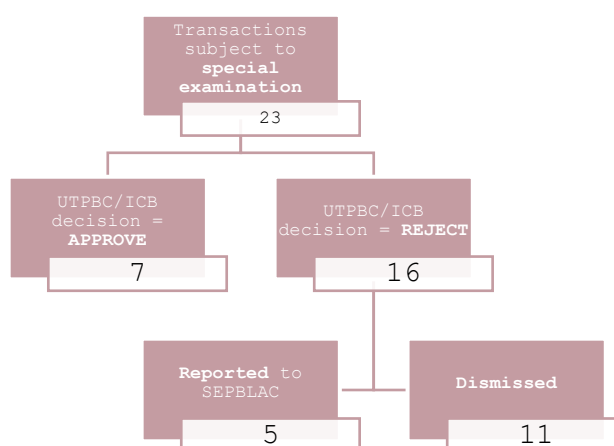 Transactions
subject to
special
examination
23
UTPBC/ICB
decision =
APPROVE
7
UTPBC/ICB
decision = REJECT
16
Reported to
SEPBLAC
5
Dismissed
11